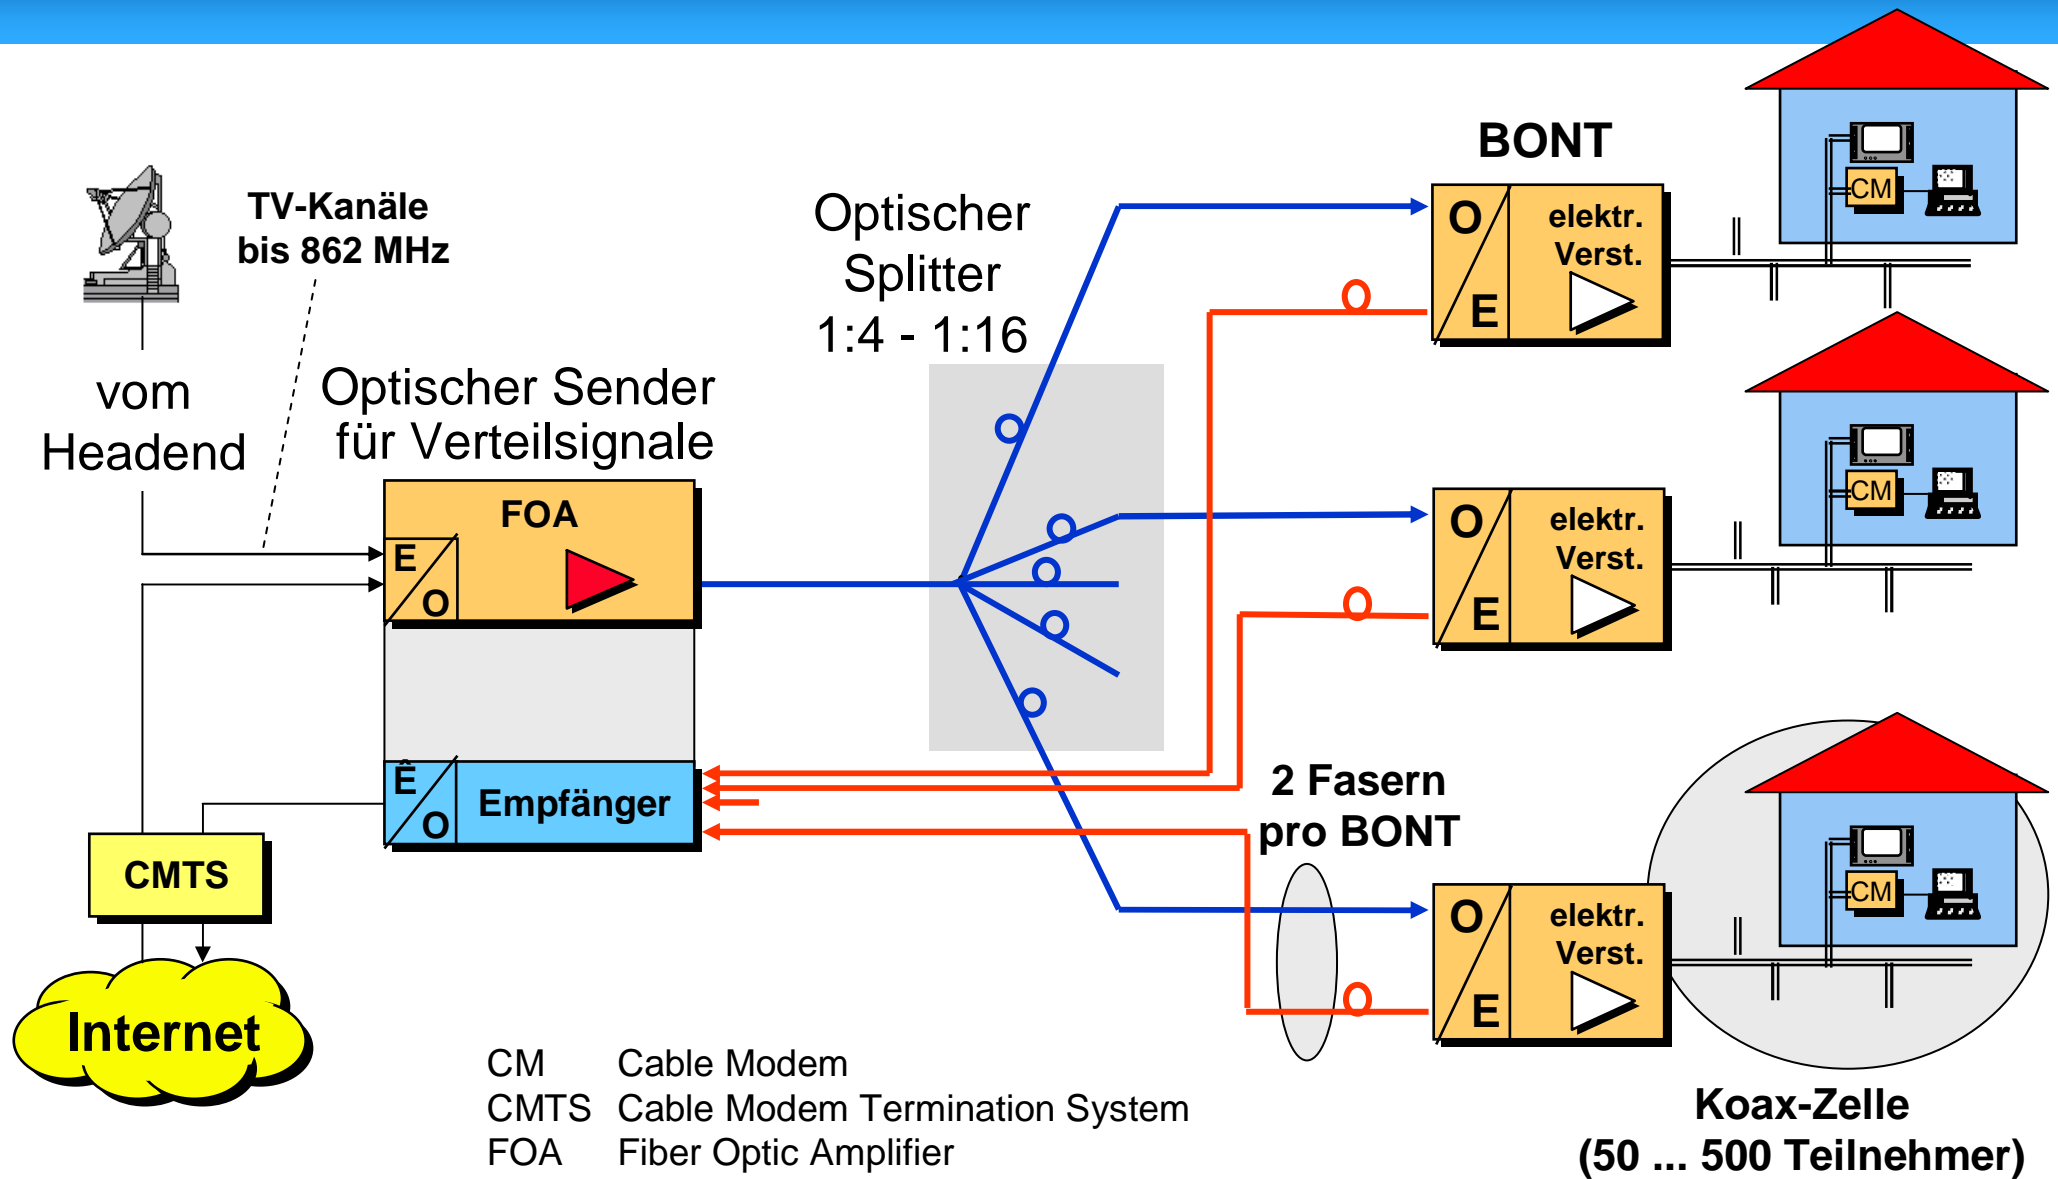 BONT
TV-Kanäle
bis 862 MHz
Optischer
Splitter
1:4 - 1:16
vom
Headend
Optischer Sender
für Verteilsignale
FOA
E
O
Ê
O
Empfänger
CMTS
Internet
O
E
elektr.
Verst.
CM
O
E
elektr.
Verst.
CM
2 Fasern
pro BONT
O
E
elektr.
Verst.
CM
Koax-Zelle
(50 ... 500 Teilnehmer)
CM Cable Modem
CMTS Cable Modem Termination System
FOA Fiber Optic Amplifier